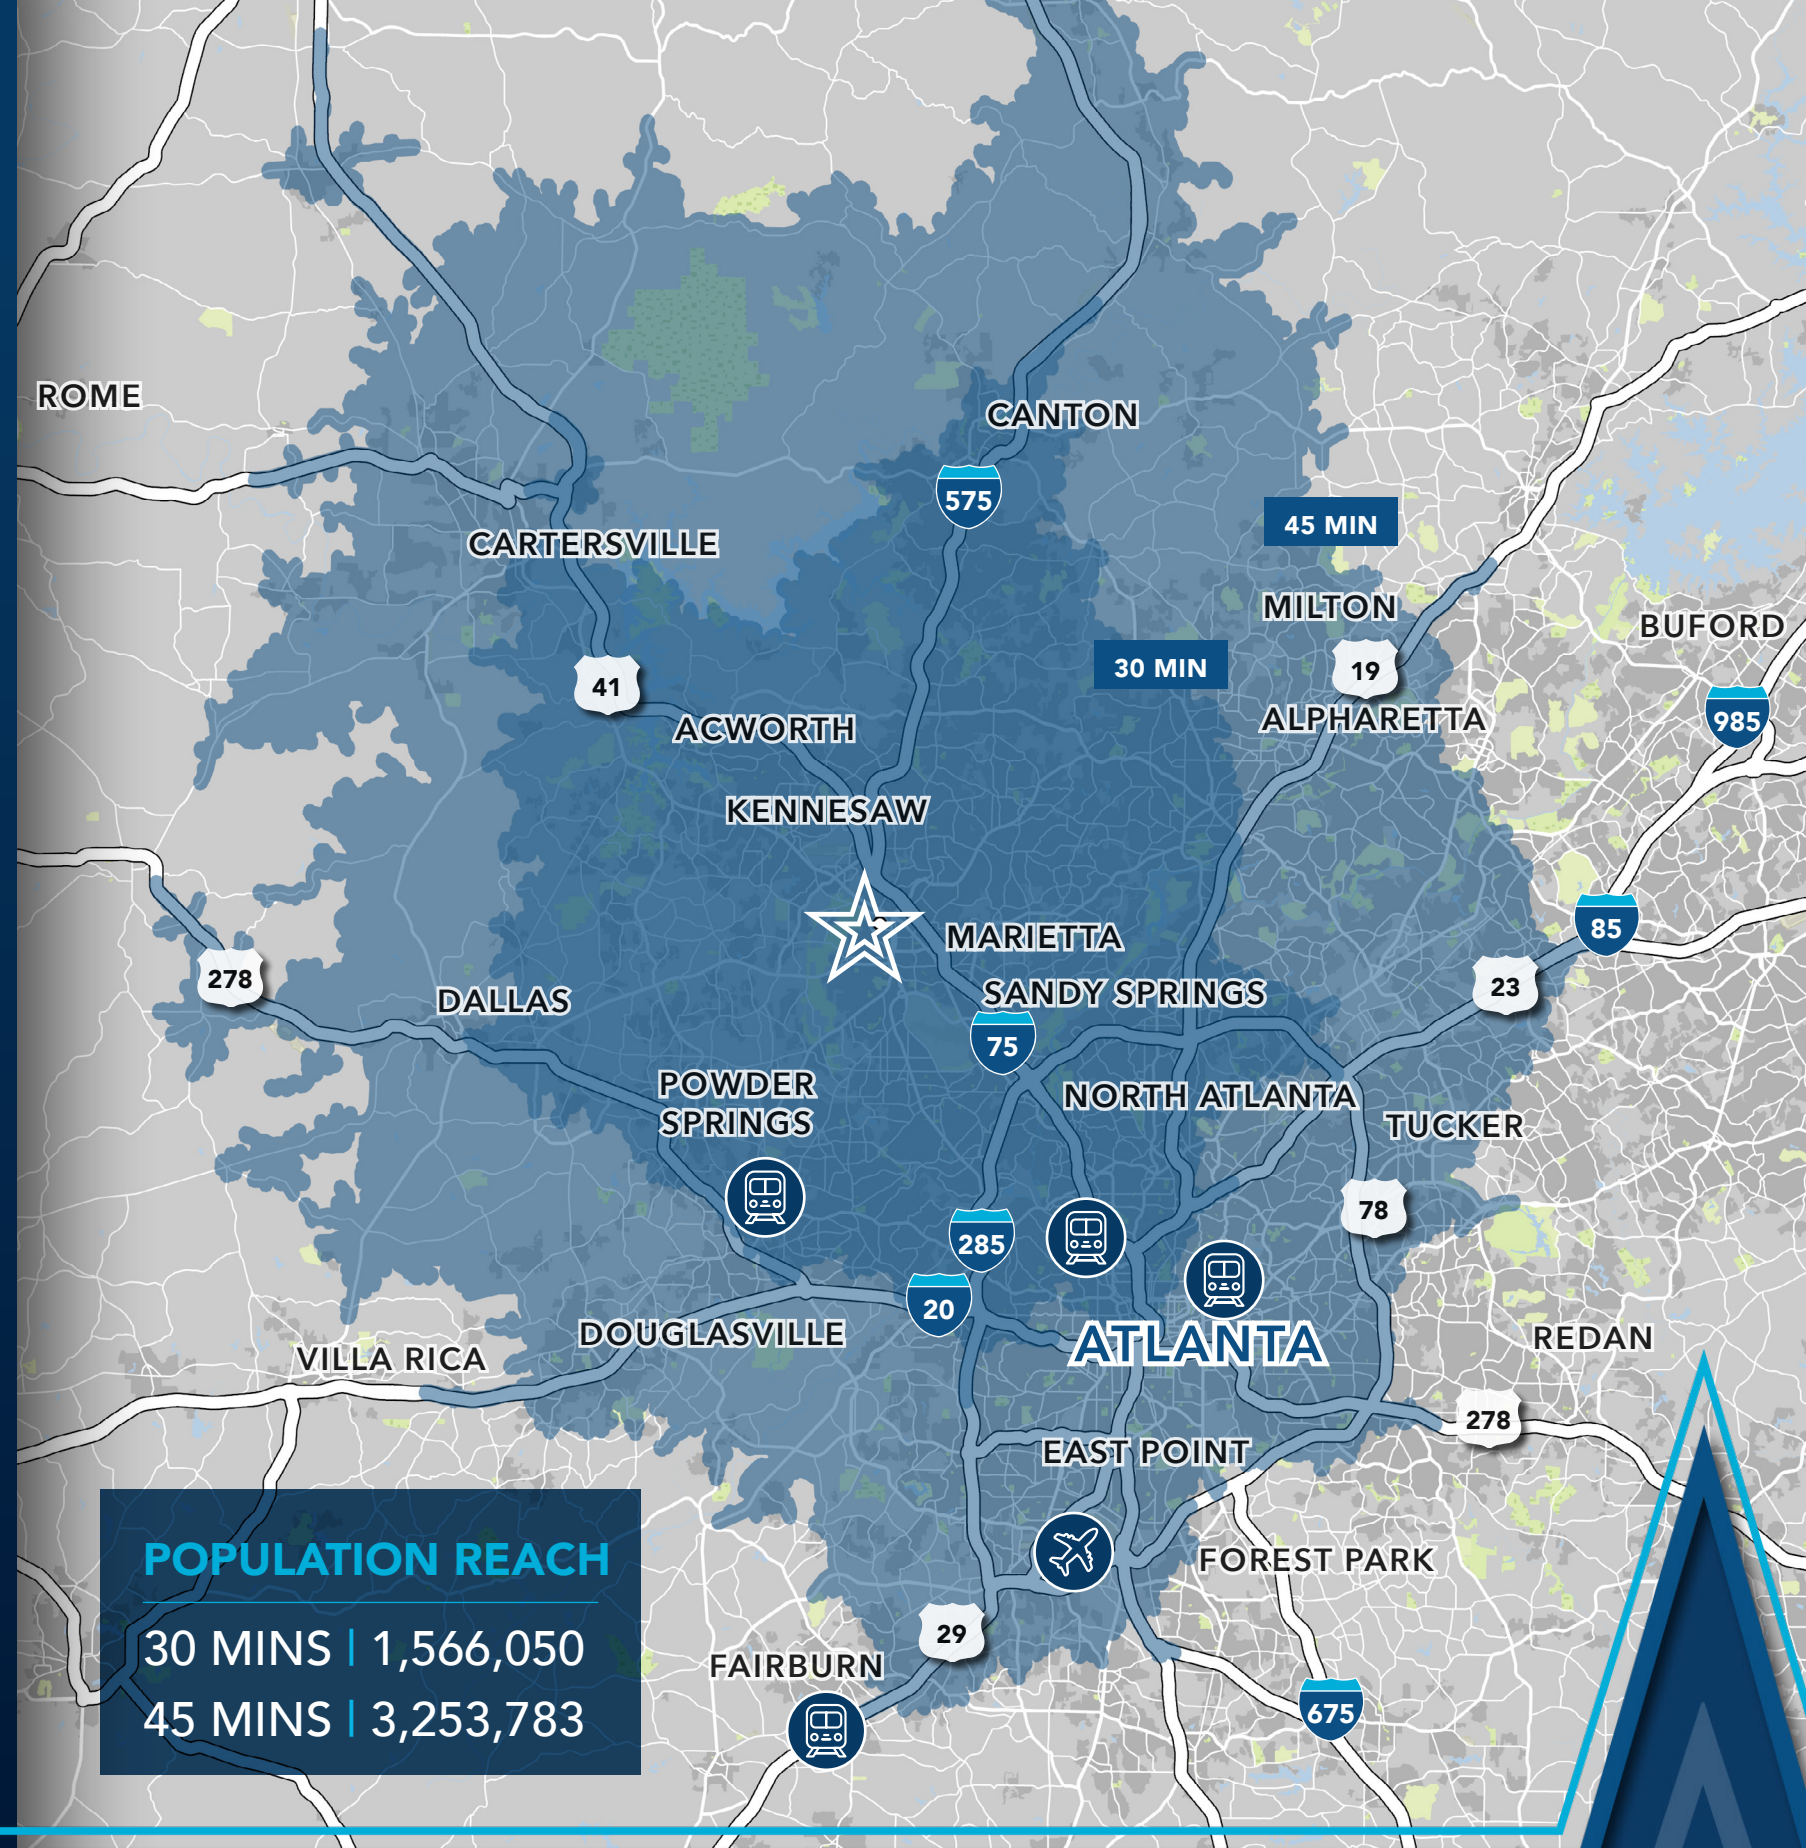 ROME
CANTON
575
45 MIN
CARTERSVILLE
MILTON
BUFORD
30 MIN
19
41
985
ALPHARETTA
ACWORTH
KENNESAW
85
MARIETTA
278
23
SANDY SPRINGS
DALLAS
75
POWDER
SPRINGS
NORTH ATLANTA
TUCKER
78
285
20
DOUGLASVILLE
ATLANTA
REDAN
VILLA RICA
278
EAST POINT
FOREST PARK
POPULATION REACH
30 MINS | 1,566,050
45 MINS | 3,253,783
29
FAIRBURN
675